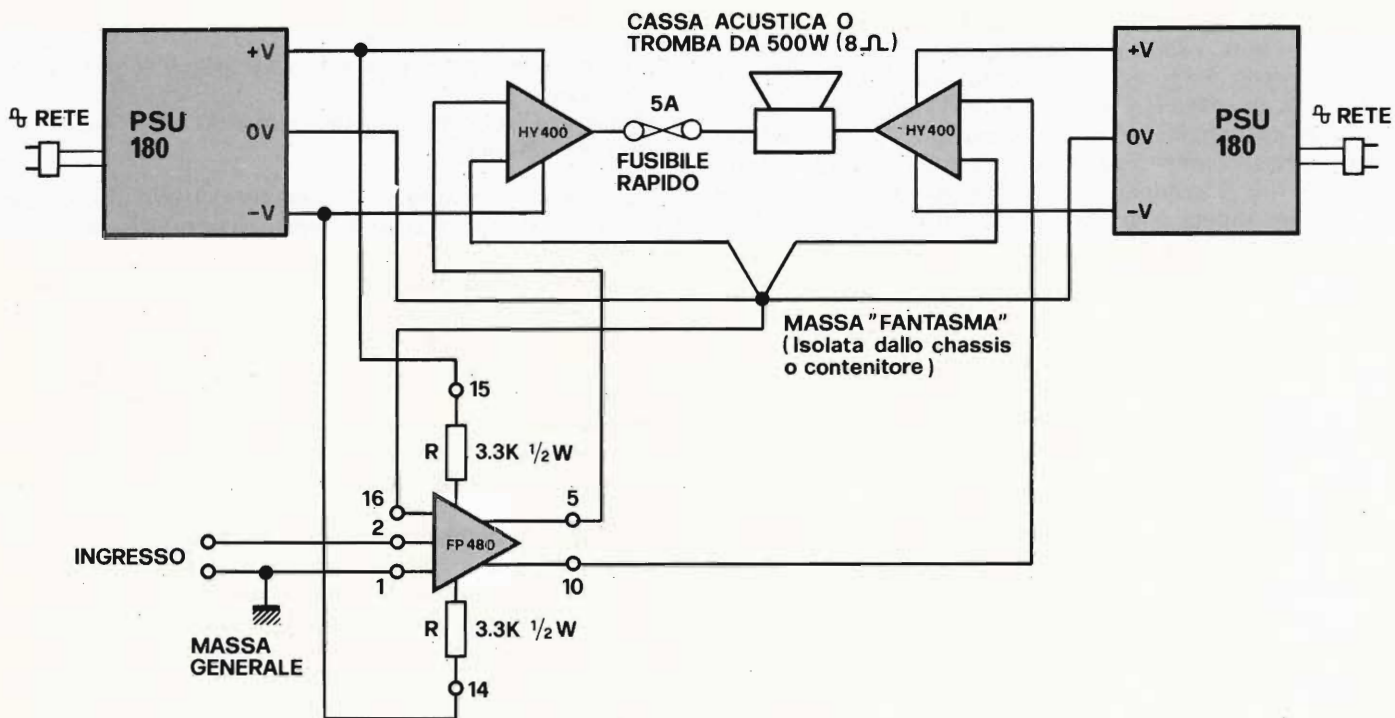 CASSA ACUSTICA O
TROMBA DA 500W (8Ω)
+V
0V
-V
PSU
180
RETE
HY400
5A
FUSIBILE
RAPIDO
HY400
+V
0V
-V
PSU
180
RETE
MASSA "FANTASMA"
(Isolata dallo chassis
o contenitore)
15
R 3.3K ½W
16
2
1
FP480
5
10
INGRESSO
MASSA
GENERALE
R 3.3K ½W
14